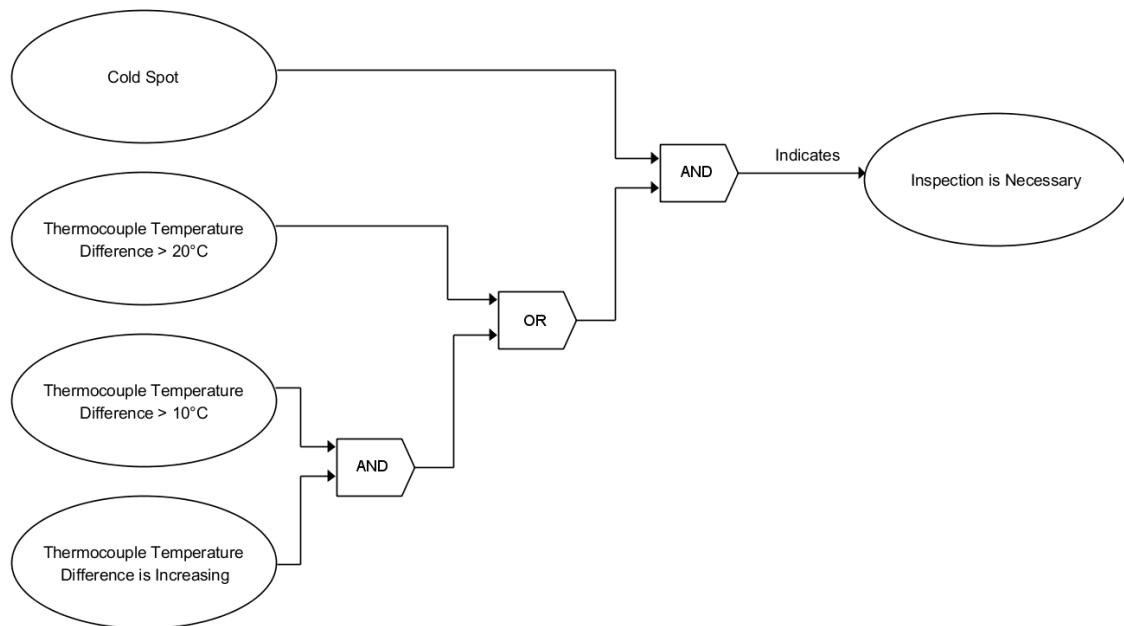 Cold Spot
AND
Indicates
Inspection is Necessary
Thermocouple Temperature
Difference > 20°C
OR
Thermocouple Temperature
Difference > 10°C
AND
Thermocouple Temperature
Difference is Increasing